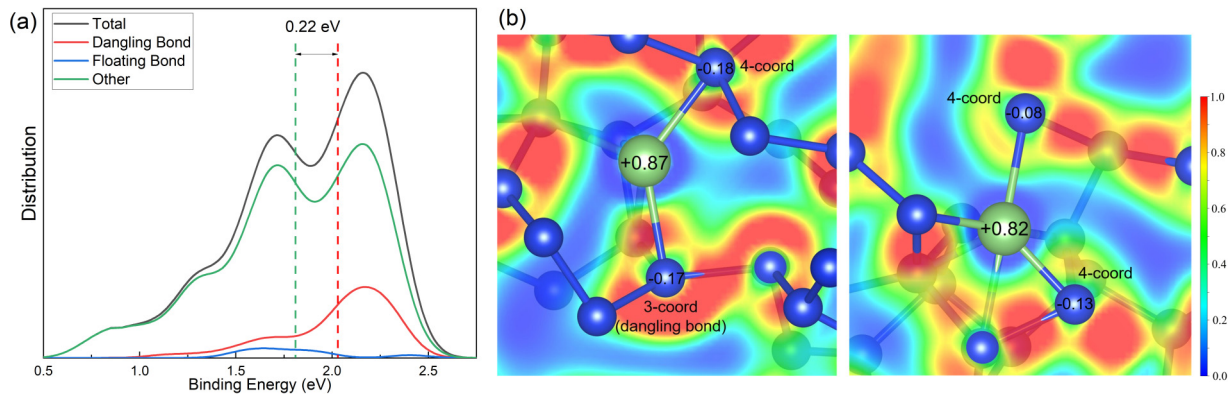 (a)
Total
Dangling Bond
Floating Bond
Other
0.22 eV
Distribution
0.5
1.0
1.5
2.0
2.5
Binding Energy (eV)
(b)
-0.18
4-coord
+0.87
-0.17
3-coord
(dangling bond)
4-coord
-0.08
+0.82
4-coord
-0.13
1.0
0.8
0.6
0.4
0.2
0.0